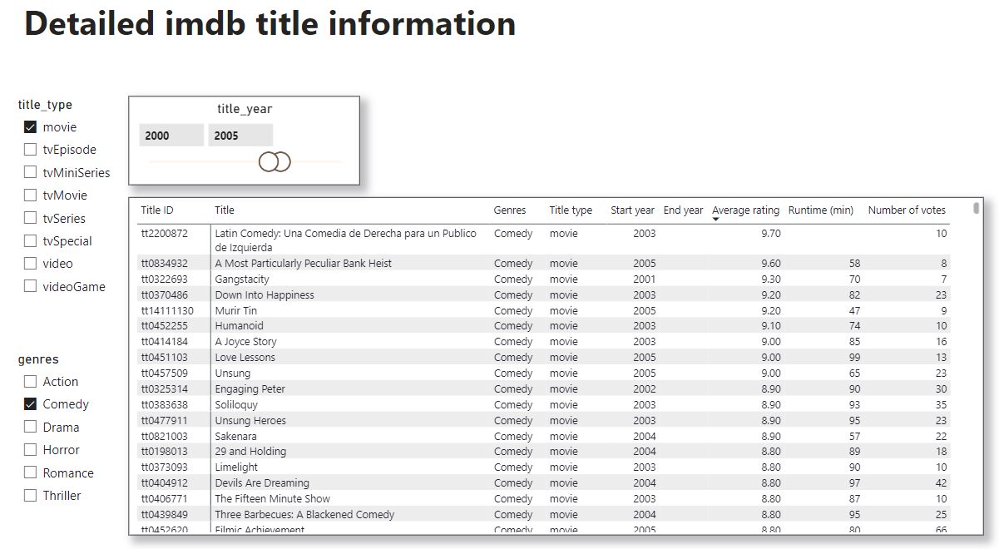 Detailed imdb title information
title_type
movie
tvEpisode
tvMiniSeries
tvMovie
tvSeries
tvSpecial
video
videoGame
genres
Action
Comedy
Drama
Horror
Romance
Thriller
title_year
2000 2005
Title ID Title Genres Title type Start year End year Average rating Runtime (min) Number of votes
tt2200872 Latin Comedy: Una Comedia de Derecha para un Publico Comedy movie 2003 9.70 10
de Izquierda
tt0834932 A Most Particularly Peculiar Bank Heist Comedy movie 2005 9.60 58 8
tt0322693 Gangstacity Comedy movie 2001 9.30 70 7
tt0370486 Down Into Happiness Comedy movie 2003 9.20 82 23
tt14111130 Murir Tin Comedy movie 2005 9.20 47 9
tt0452255 Humanoid Comedy movie 2003 9.10 74 10
tt0414184 A Joyce Story Comedy movie 2003 9.00 85 16
tt0451103 Love Lessons Comedy movie 2005 9.00 99 13
tt0457509 Unsung Comedy movie 2005 9.00 65 23
tt0325314 Engaging Peter Comedy movie 2002 8.90 90 30
tt0383638 Soliloquy Comedy movie 2003 8.90 93 35
tt0477911 Unsung Heroes Comedy movie 2003 8.90 95 23
tt0821003 Sakenara Comedy movie 2004 8.90 57 22
tt0198013 29 and Holding Comedy movie 2004 8.80 89 18
tt0373093 Limelight Comedy movie 2003 8.80 90 10
tt0404912 Devils Are Dreaming Comedy movie 2004 8.80 97 42
tt0406771 The Fifteen Minute Show Comedy movie 2003 8.80 87 10
tt0439849 Three Barbecues: A Blackened Comedy Comedy movie 2004 8.80 95 25
tt0452620 Filmic Achievement Comedy movie 2005 8.80 80 66